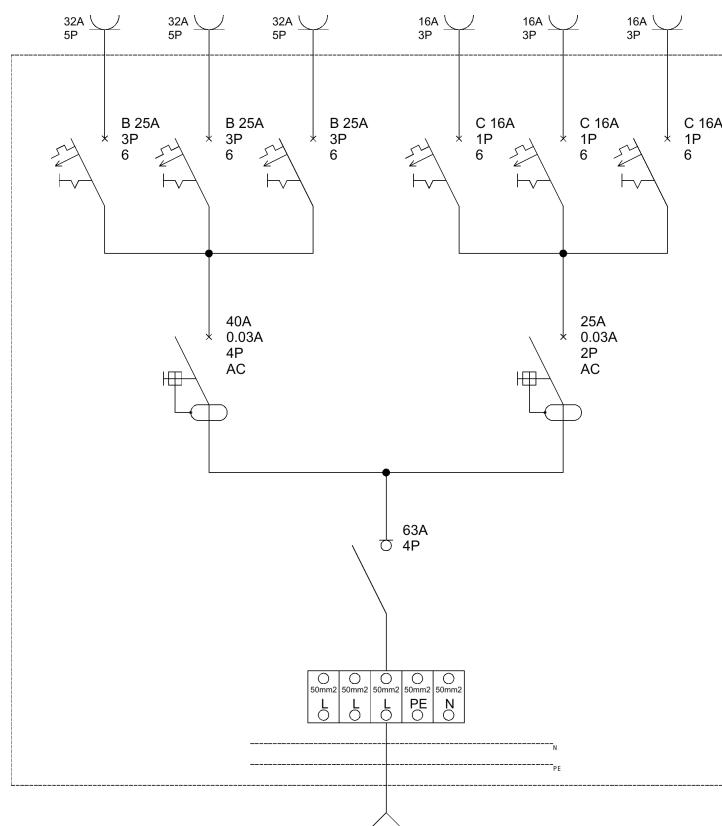 32A
5P
32A
5P
32A
5P
16A
3P
16A
3P
16A
3P
B 25A
3P
6
B 25A
3P
6
B 25A
3P
6
C 16A
1P
6
C 16A
1P
6
C 16A
1P
6
40A
0.03A
4P
AC
25A
0.03A
2P
AC
63A
4P
50mm2 50mm2 50mm2 50mm2 50mm2
L L L PE N
N
PE